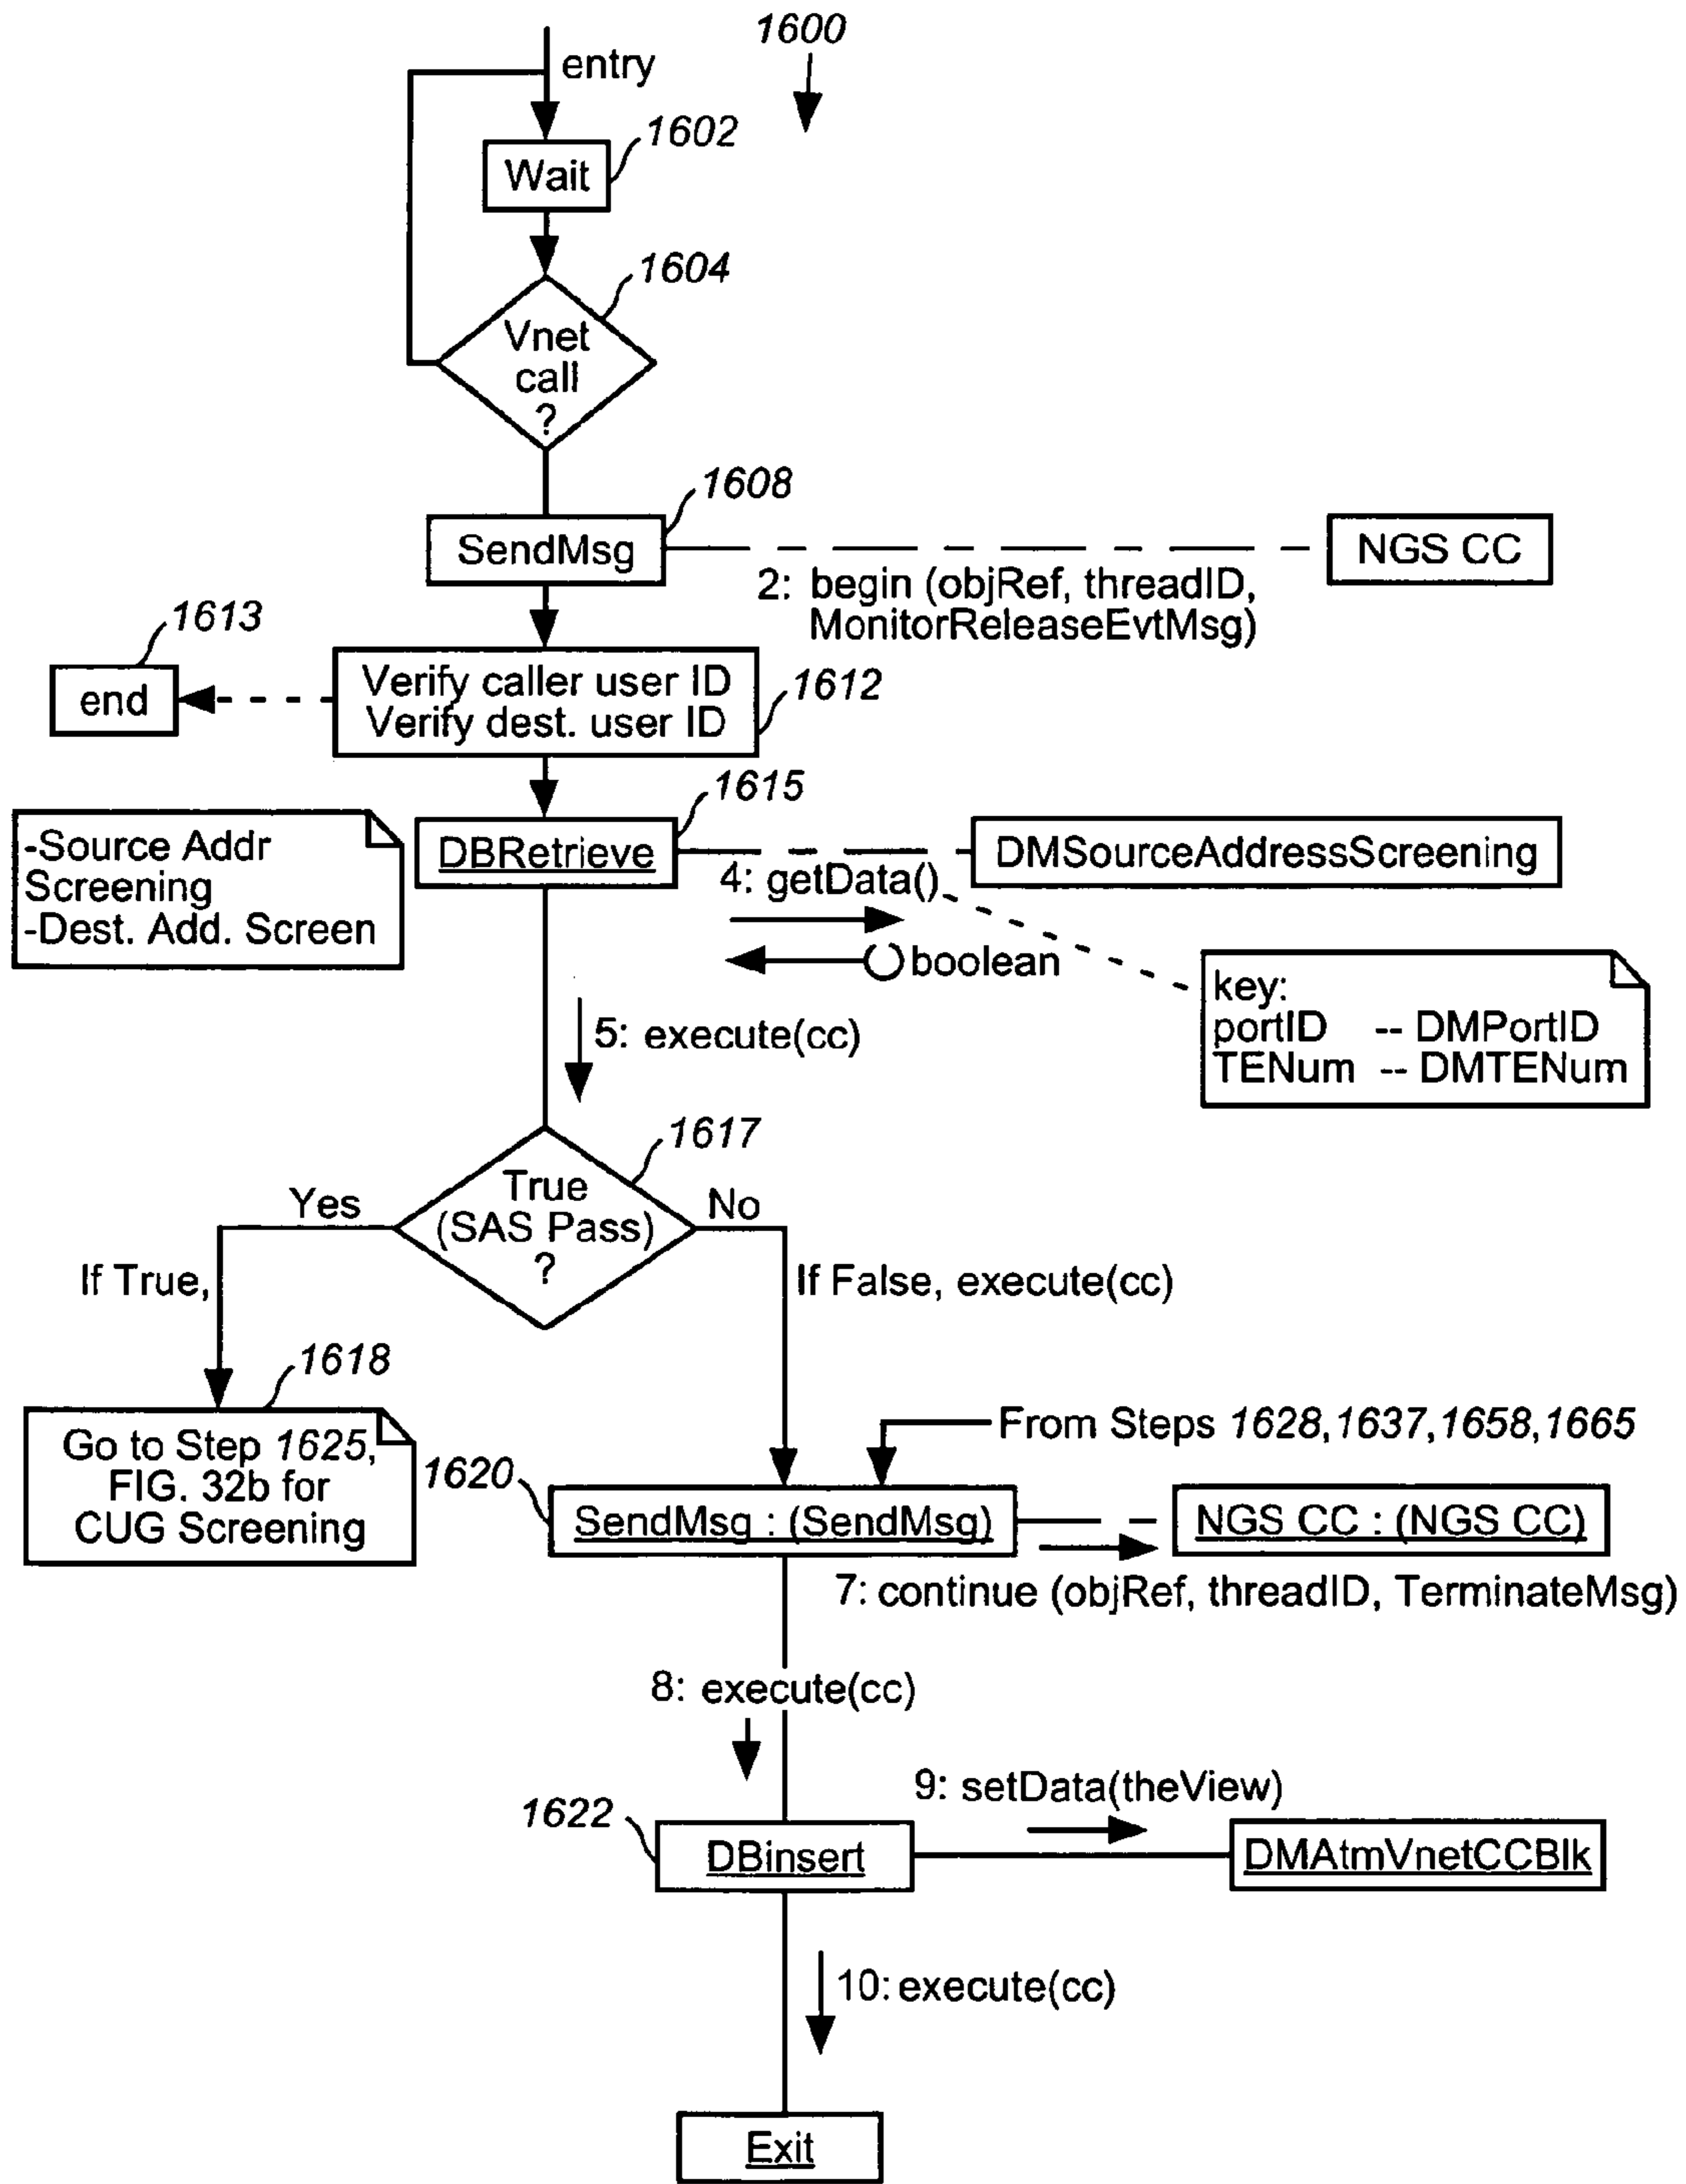 1600
entry
1602
Wait
1604
Vnet
call
?
1608
SendMsg
NGS CC
2: begin (objRef, threadID,
MonitorReleaseEvtMsg)
1613
end
Verify caller user ID
Verify dest. user ID
1612
1615
-Source Addr
Screening
-Dest. Add. Screen
DBRetrieve
DMSourceAddressScreening
4: getData()
boolean
key:
portID -- DMPortID
TENum -- DMTENum
5: execute(cc)
1617
True
(SAS Pass)
?
Yes
No
If True,
If False, execute(cc)
1618
Go to Step 1625,
FIG. 32b for
CUG Screening
From Steps 1628,1637,1658,1665
1620
SendMsg : (SendMsg)
NGS CC : (NGS CC)
7: continue (objRef, threadID, TerminateMsg)
8: execute(cc)
9: setData(theView)
1622
DBinsert
DMAtmVnetCCBlk
10: execute(cc)
Exit